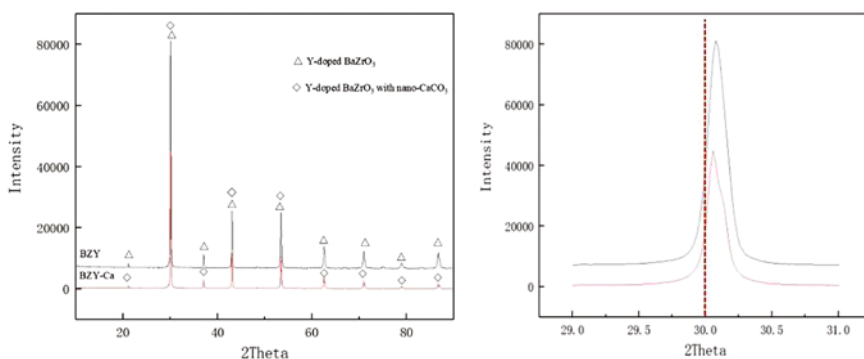 80000
60000
40000
20000
0
Intensity
Y-doped BaZrO₃
Y-doped BaZrO₃ with nano-CaCO₃
BZY
BZY-Ca
20
40
60
80
2Theta
80000
60000
40000
20000
0
Intensity
29.0
29.5
30.0
30.5
31.0
2Theta